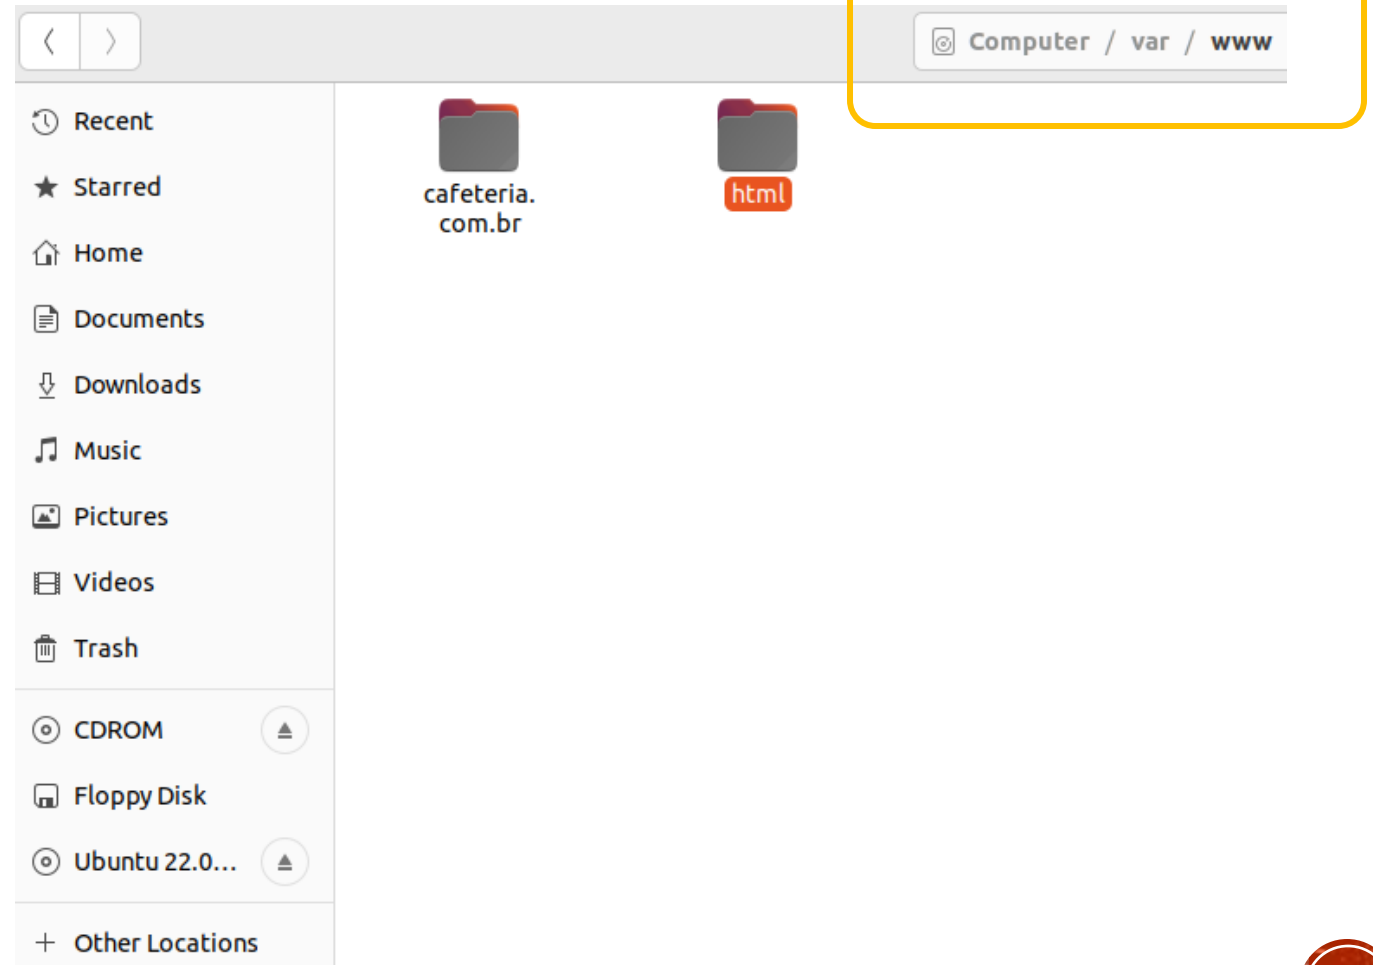 Computer / var / www
Recent
Starred
Home
Documents
Downloads
Music
Pictures
Videos
Trash
CDROM
Floppy Disk
Ubuntu 22.0...
+ Other Locations
cafeteria.
com.br
html